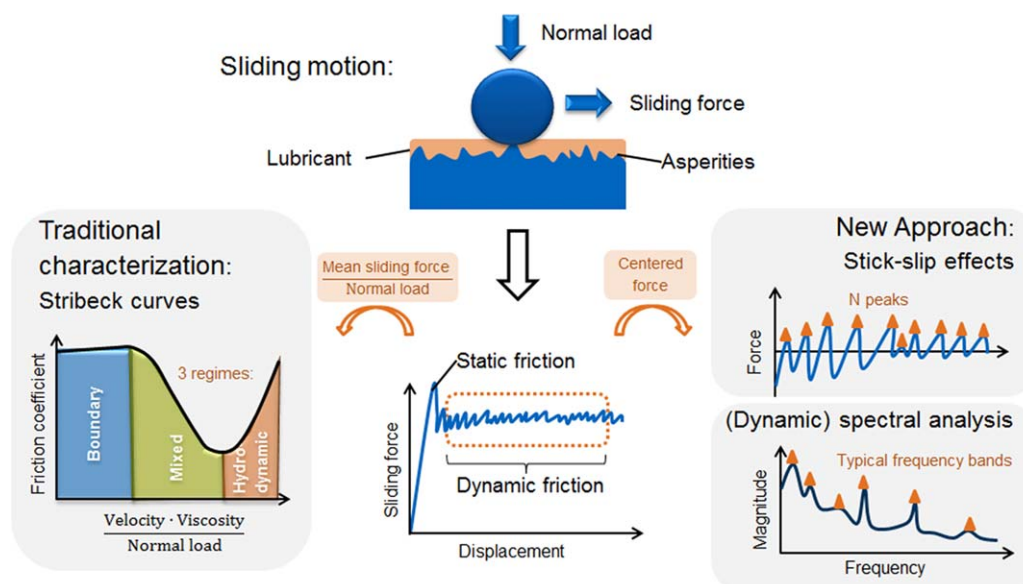 Normal load
Sliding motion:
Sliding force
Lubricant
Asperities
Traditional
characterization:
Stribeck curves
Friction coefficient
3 regimes:
Boundary
Mixed
Hydro
dynamic
Velocity · Viscosity
Normal load
Mean sliding force
Normal load
Centered
force
Static friction
Sliding force
Dynamic friction
Displacement
New Approach:
Stick-slip effects
N peaks
Force
(Dynamic) spectral analysis
Typical frequency bands
Magnitude
Frequency